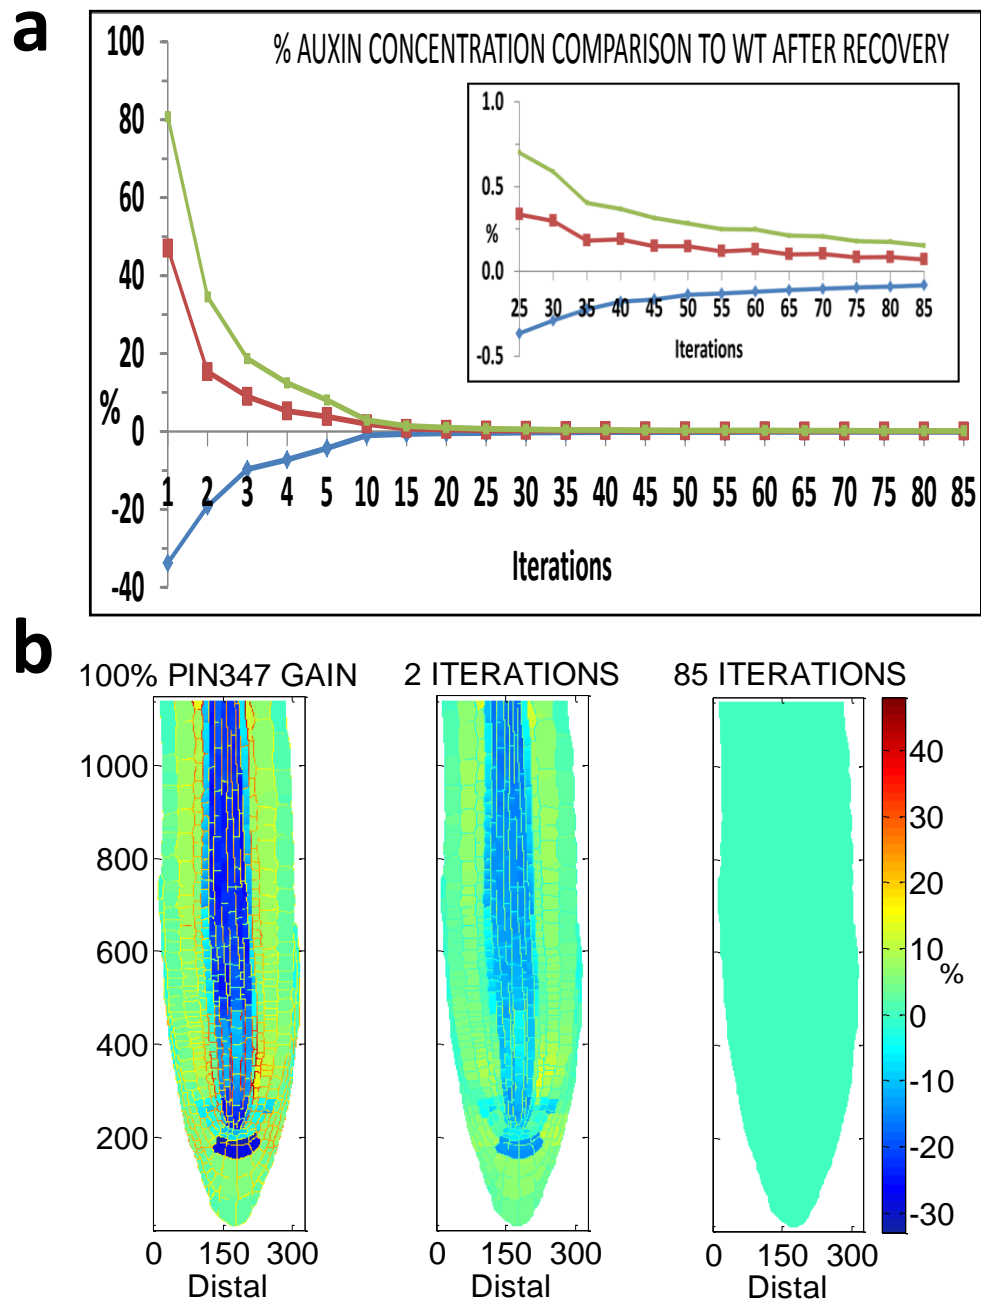 a
% AUXIN CONCENTRATION COMPARISON TO WT AFTER RECOVERY
100
80
60
40
20
0
-20
-40
%
1 2 3 4 5 10 15 20 25 30 35 40 45 50 55 60 65 70 75 80 85
Iterations
1.0
0.5
0.0
-0.5
%
25 30 35 40 45 50 55 60 65 70 75 80 85
Iterations
b
100% PIN347 GAIN
2 ITERATIONS
85 ITERATIONS
1000
800
600
400
200
0 150 300
Distal
0 150 300
Distal
0 150 300
Distal
40
30
20
10
0
-10
-20
-30
%